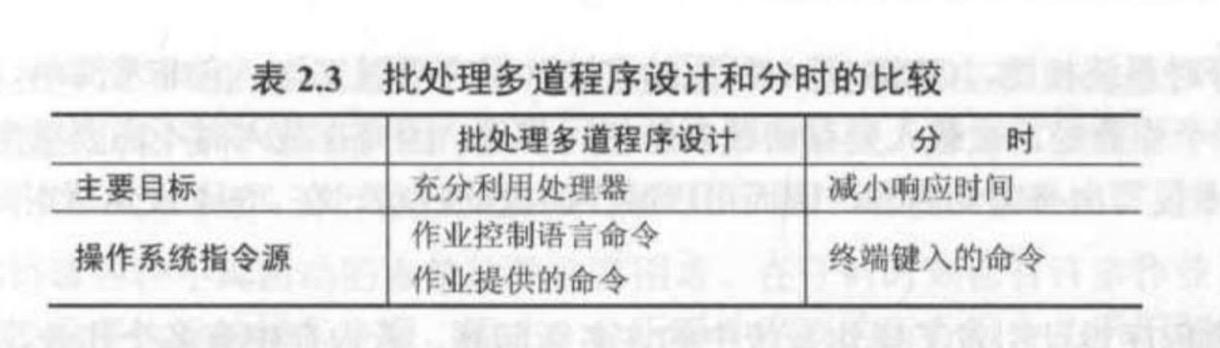 表 2.3 批处理多道程序设计和分时的比较
批处理多道程序设计 分 时
主要目标 充分利用处理器 减小响应时间
操作系统指令源 作业控制语言命令 终端键入的命令
作业提供的命令